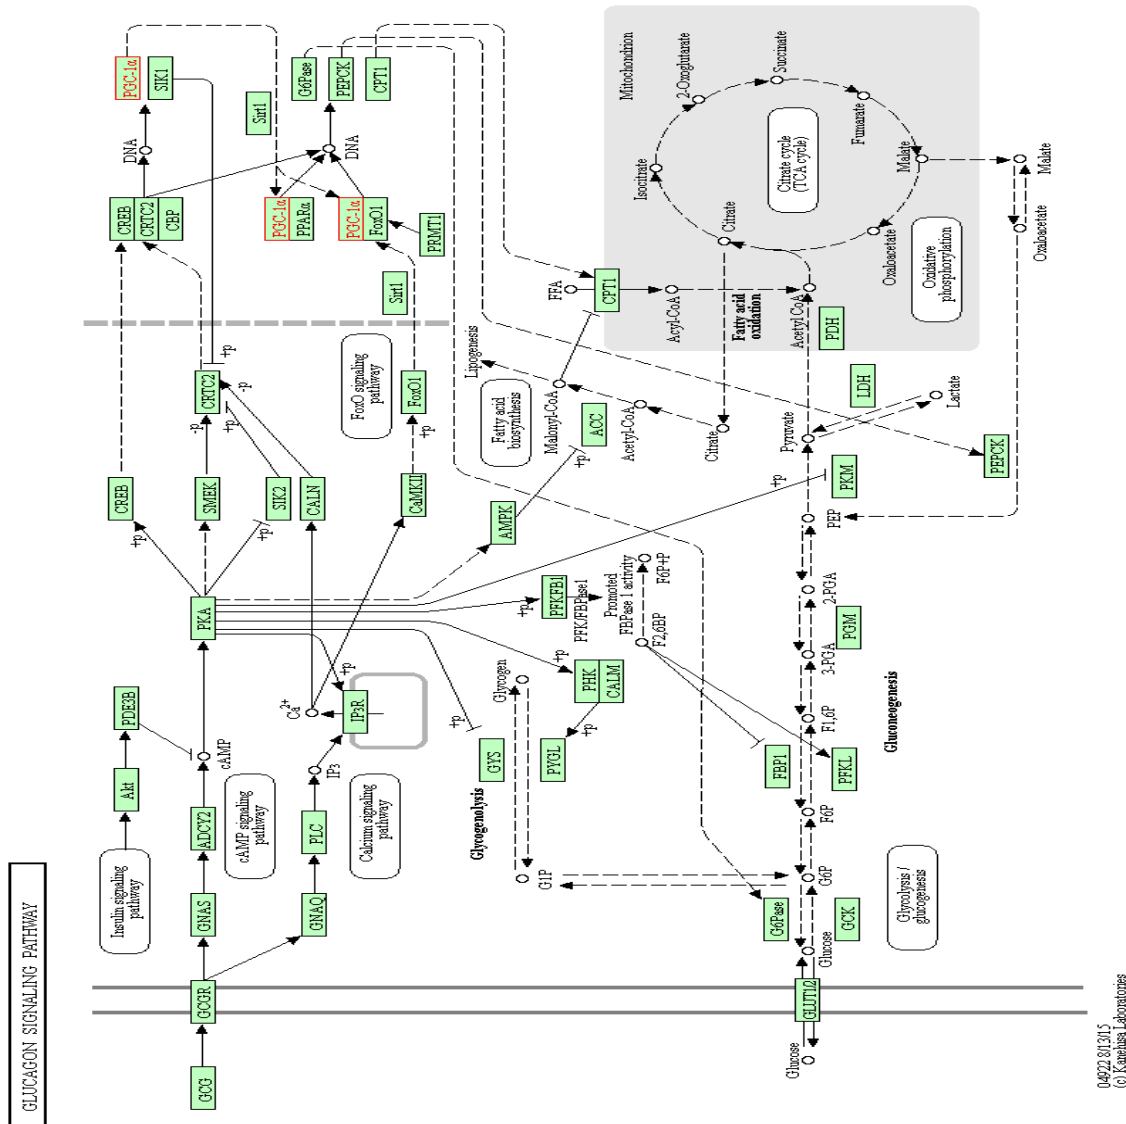 GLUCAGON SIGNALING PATHWAY
Insulin signaling
pathway
Akt
PDE3B
+p
CREB
CREB
CRTC2
CBP
DNA
PGC-1α
SIK1
GCG
GCGR
GNAS
ADCY2
cAMP
cAMP signaling
pathway
PKA
SMEK
-p
+p
-p
+p
CRTC2
+p
SIK2
Sirt1
PGC-1α
PPARα
GNAQ
PLC
IP3
Calcium signaling
pathway
Ca2+
IP3R
+p
CALN
CaMKII
+p
FoxO1
FoxO signaling
pathway
Sirt1
PGC-1α
FoxO1
PRMT1
DNA
G6Pase
PEPCK
CPT1
+p
GYS
Glycogenolysis
G1P
Glycogen
PYGL
+p
PHK
CALM
+p
+p
PFKFB1
PFK/FBPase1
Promoted
FBPase 1 activity
F2,6BP
F6P+P
AMPK
+p
ACC
Fatty acid
biosynthesis
Lipogenesis
Malonyl-CoA
Acetyl-CoA
Citrate
FFA
CPT1
Acyl-CoA
Fatty acid
oxidation
Acetyl CoA
Mitochondrion
Citrate
Isocitrate
2-Oxoglutarate
Succinate
Fumarate
Malate
Oxaloacetate
Citrate cycle
(TCA cycle)
Oxidative
phosphorylation
Malate
Oxaloacetate
G6Pase
FBP1
Glucose
GLUT1/2
Glucose
G6P
F6P
F1,6P
3-PGA
2-PGA
PEP
Pyruvate
+p
GCK
PFKL
PGM
PKM
PDH
LDH
Lactate
PEPCK
Gluconeogenesis
Glycolysis /
glucogenesis
04922 8/13/15
(c) Kanehisa Laboratories